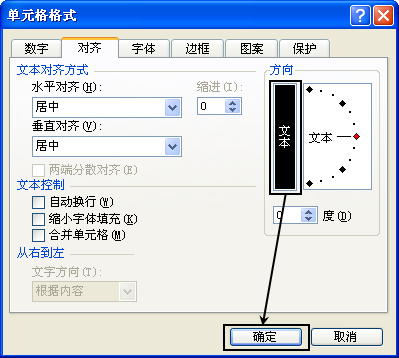 单元格格式
数字 对齐 字体 边框 图案 保护
文本对齐方式
水平对齐(H):
居中
缩进(I):
0
垂直对齐(V):
居中
两端分散对齐(E)
文本控制
自动换行(W)
缩小字体填充(K)
合并单元格(M)
从右到左
文字方向(T):
根据内容
方向
文本
文本
0 度(D)
确定 取消